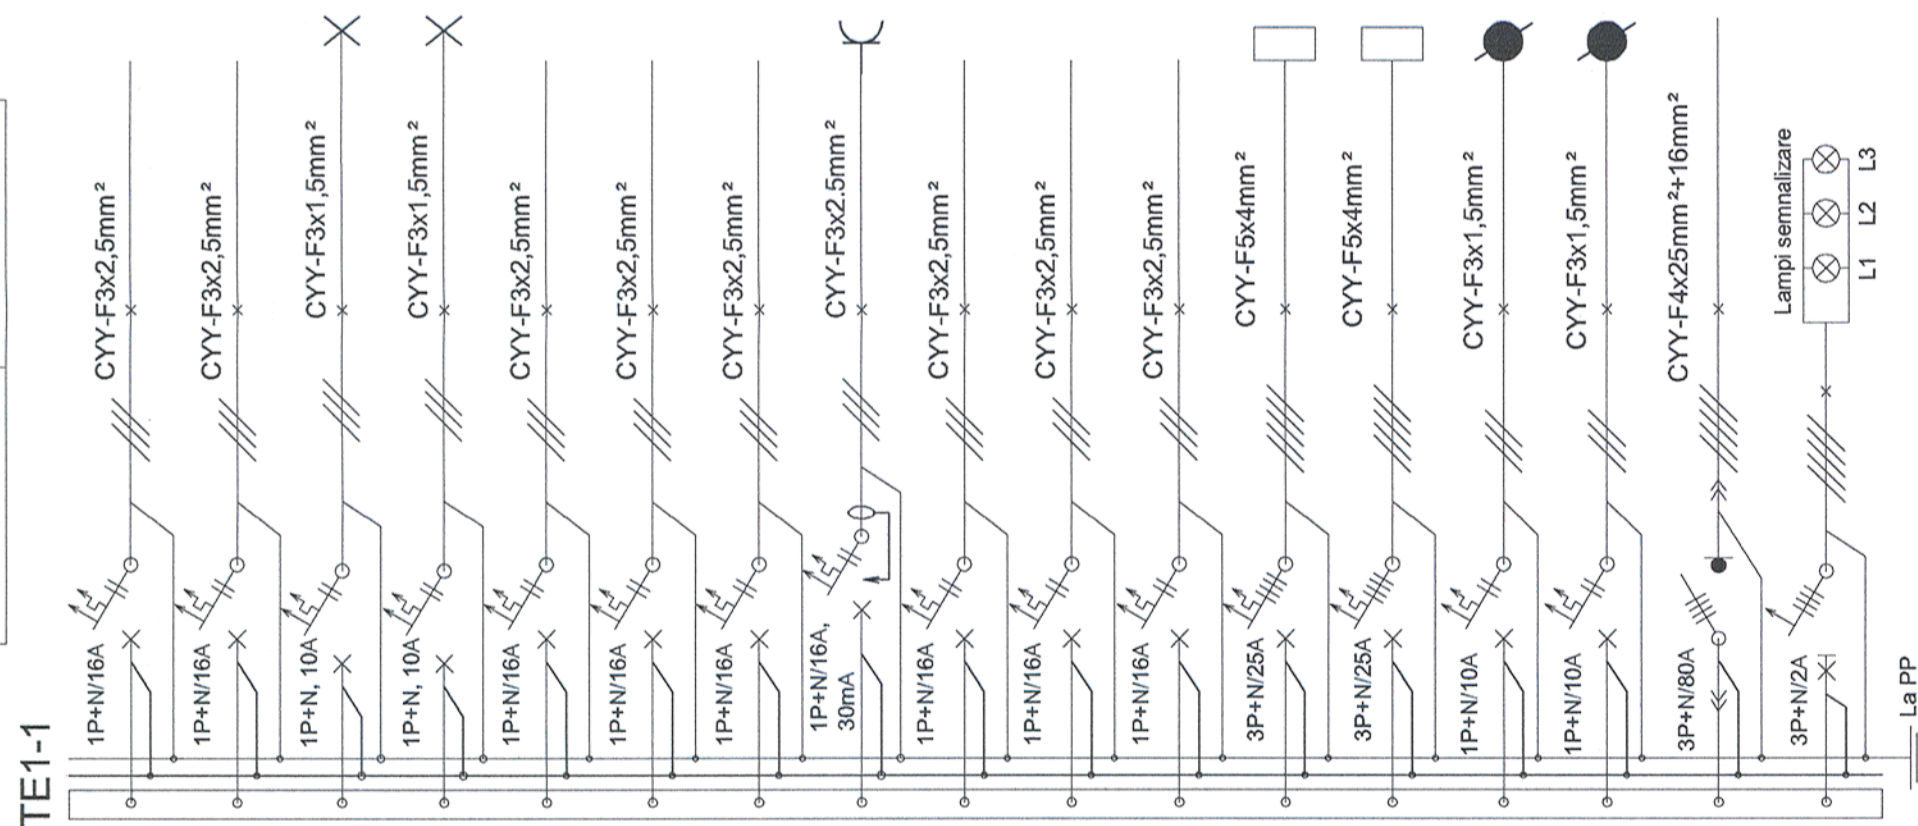 TE1-1
1P+N/16A
CYY-F3x2,5mm²
1P+N/16A
CYY-F3x2,5mm²
1P+N, 10A
CYY-F3x1,5mm²
1P+N, 10A
CYY-F3x1,5mm²
1P+N/16A
CYY-F3x2,5mm²
1P+N/16A
CYY-F3x2,5mm²
1P+N/16A
CYY-F3x2,5mm²
1P+N/16A,
30mA
CYY-F3x2.5mm²
1P+N/16A
CYY-F3x2,5mm²
1P+N/16A
CYY-F3x2,5mm²
1P+N/16A
CYY-F3x2,5mm²
3P+N/25A
CYY-F5x4mm²
3P+N/25A
CYY-F5x4mm²
1P+N/10A
CYY-F3x1,5mm²
1P+N/10A
CYY-F3x1,5mm²
3P+N/80A
CYY-F4x25mm²+16mm²
3P+N/2A
Lampi semnalizare
L1
L2
L3
La PP